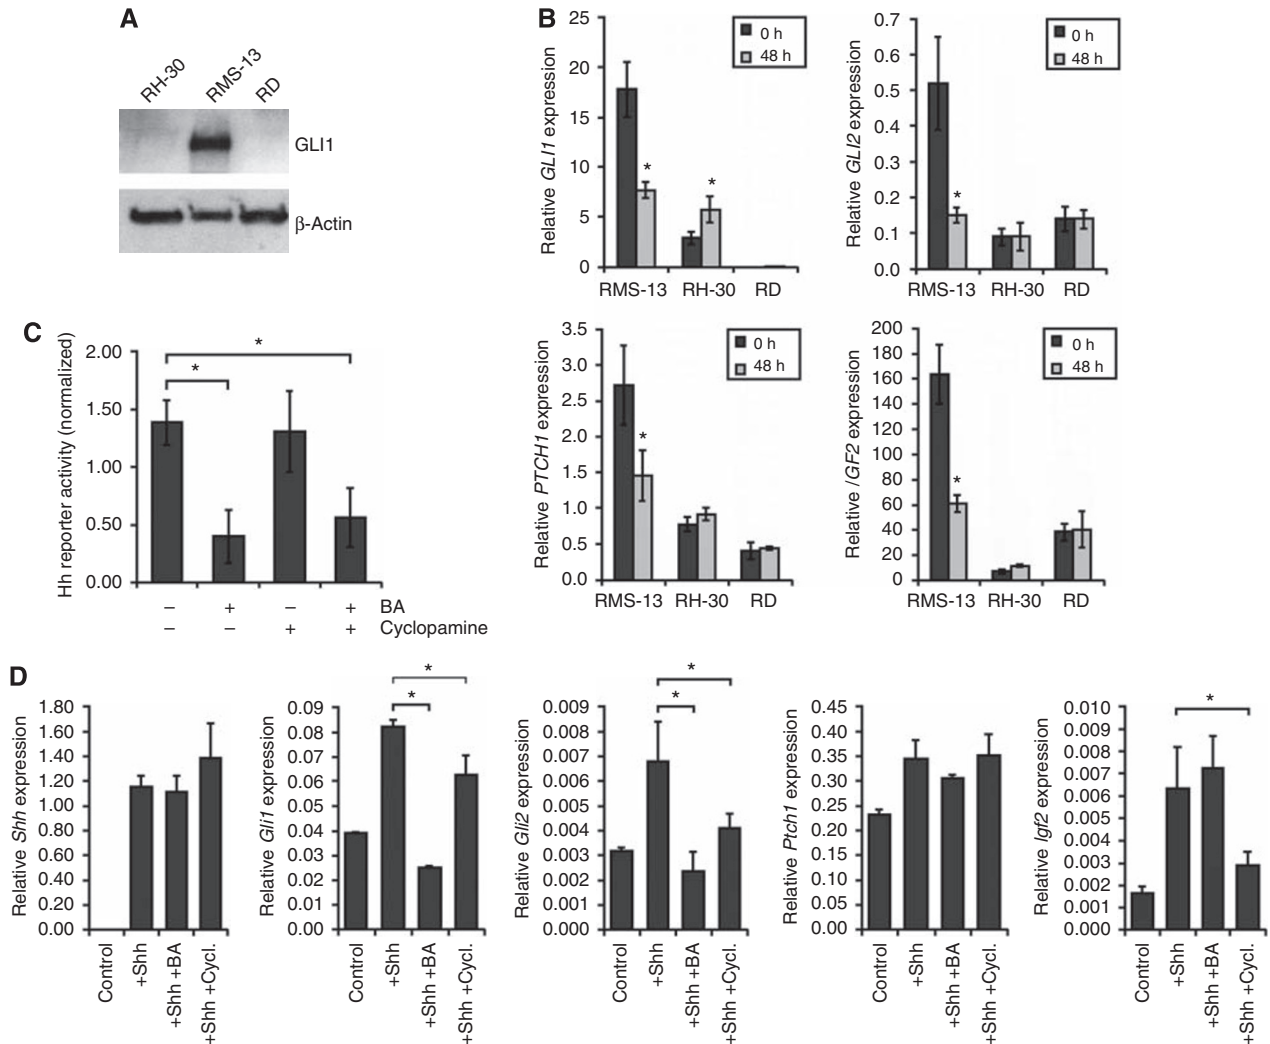 A
RH-30
RMS-13
RD
GLI1
β-Actin
B
Relative GLI1 expression
25
20
15
10
5
0
0 h
48 h
*
*
RMS-13 RH-30 RD
Relative GLI2 expression
0.7
0.6
0.5
0.4
0.3
0.2
0.1
0.0
0 h
48 h
*
RMS-13 RH-30 RD
Relative PTCH1 expression
3.5
3.0
2.5
2.0
1.5
1.0
0.5
0.0
0 h
48 h
*
RMS-13 RH-30 RD
Relative IGF2 expression
200
180
160
140
120
100
80
60
40
20
0
0 h
48 h
*
RMS-13 RH-30 RD
C
Hh reporter activity (normalized)
2.00
1.50
1.00
0.50
0.00
*
*
– + – + BA
– – + + Cyclopamine
D
Relative Shh expression
1.80
1.60
1.40
1.20
1.00
0.80
0.60
0.40
0.20
0.00
Control
+Shh
+Shh +BA
+Shh +Cycl.
Relative Gli1 expression
0.09
0.08
0.07
0.06
0.05
0.04
0.03
0.02
0.01
0.00
*
*
Control
+Shh
+Shh +BA
+Shh +Cycl.
Relative Gli2 expression
0.009
0.008
0.007
0.006
0.005
0.004
0.003
0.002
0.001
0.000
*
*
Control
+Shh
+Shh +BA
+Shh +Cycl.
Relative Ptch1 expression
0.45
0.40
0.35
0.30
0.25
0.20
0.15
0.10
0.05
0.00
Control
+Shh
+Shh +BA
+Shh +Cycl.
Relative Igf2 expression
0.010
0.009
0.008
0.007
0.006
0.005
0.004
0.003
0.002
0.001
0.000
*
Control
+Shh
+Shh +BA
+Shh +Cycl.